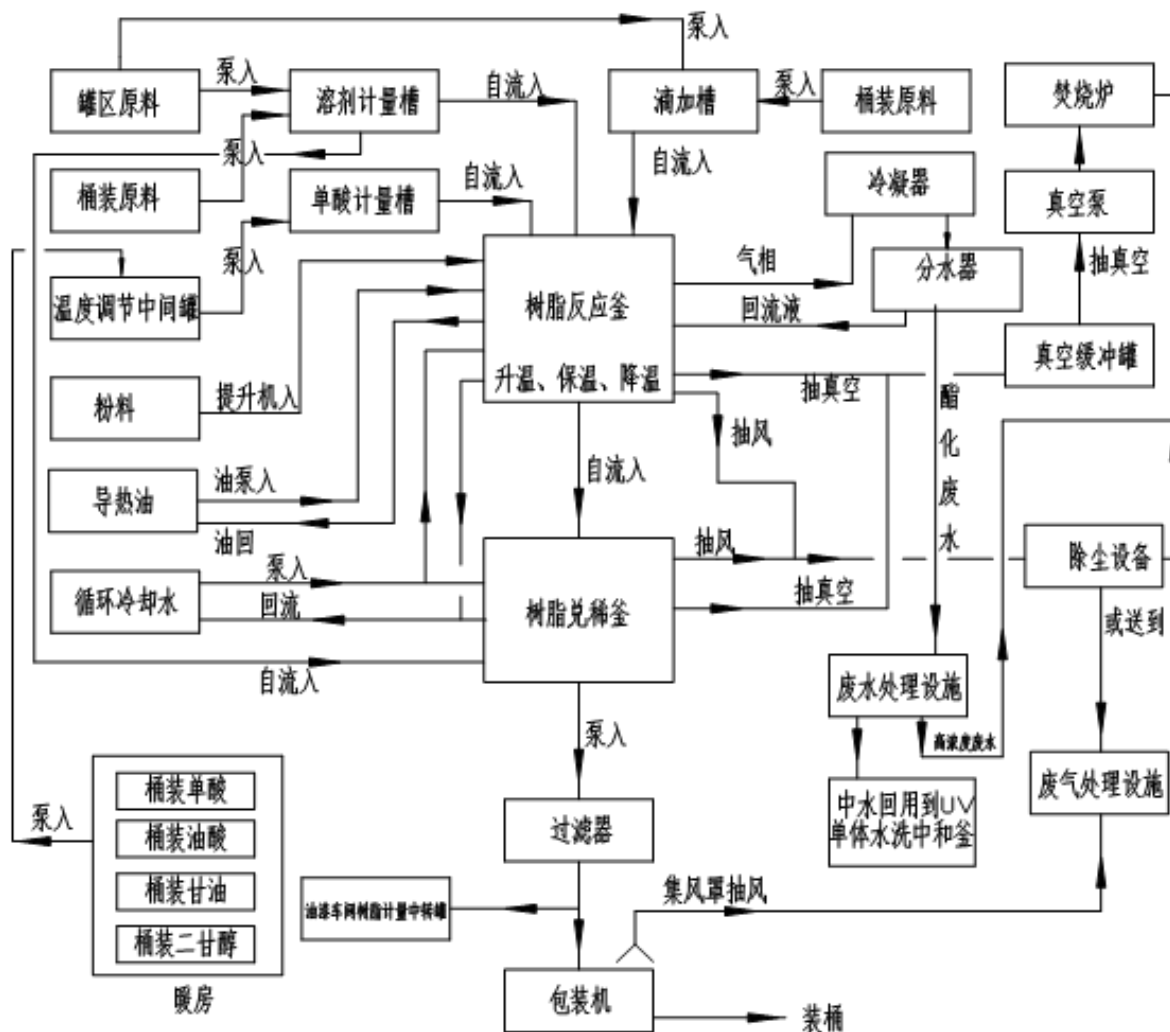 泵入
罐区原料
泵入
溶剂计量槽
自流入
滴加槽
泵入
桶装原料
焚烧炉
泵入
自流入
桶装原料
单酸计量槽
自流入
冷凝器
真空泵
泵入
气相
分水器
抽真空
温度调节中间罐
树脂反应釜
回流液
真空缓冲罐
升温、保温、降温
抽真空
粉料
提升机入
酯化废水
抽风
自流入
导热油
油泵入
油回
抽风
除尘设备
泵入
循环冷却水
回流
树脂兑稀釜
抽真空
或送到
自流入
废水处理设施
泵入
高浓度废水
桶装单酸
废气处理设施
泵入
桶装油酸
过滤器
中水回用到UV
单体水洗中和釜
桶装甘油
油漆车间树脂计量中转罐
集风罩抽风
桶装二甘醇
暖房
包装机
装桶